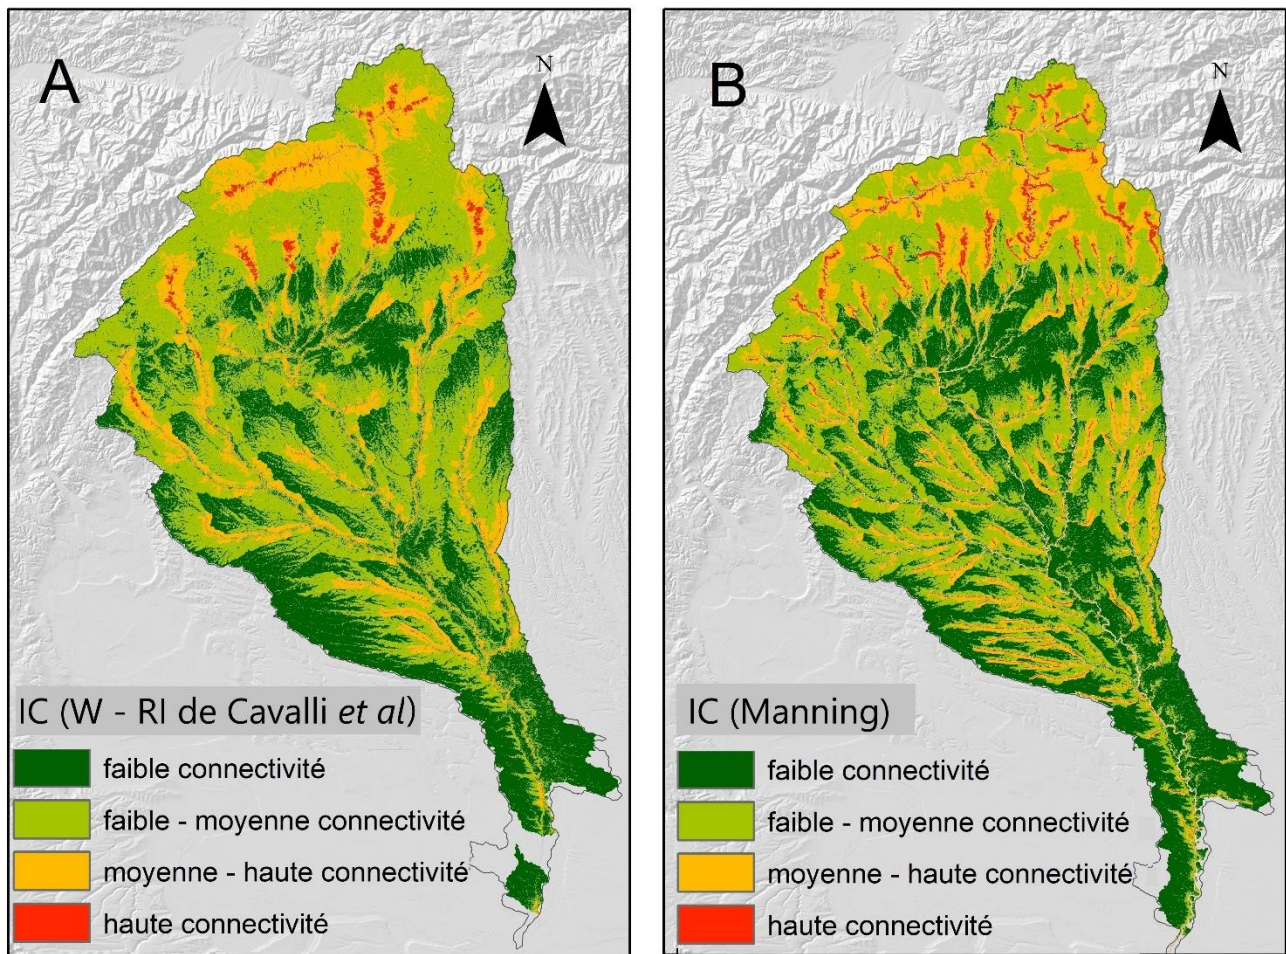 A
N
IC (W - RI de Cavalli et al)
faible connectivité
faible - moyenne connectivité
moyenne - haute connectivité
haute connectivité
B
N
IC (Manning)
faible connectivité
faible - moyenne connectivité
moyenne - haute connectivité
haute connectivité